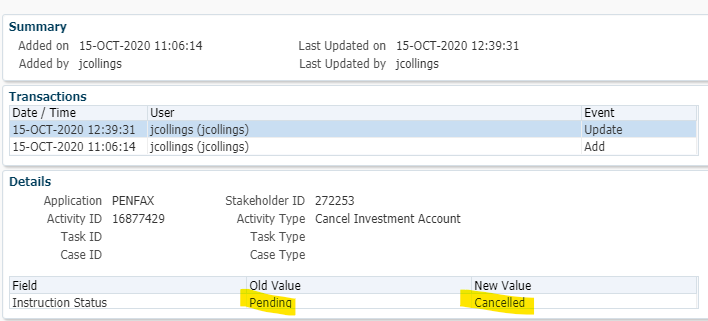 Summary
Added on 15-OCT-2020 11:06:14 Last Updated on 15-OCT-2020 12:39:31
Added by jcollings Last Updated by jcollings
Transactions
Date / Time User Event
15-OCT-2020 12:39:31 jcollings (jcollings) Update
15-OCT-2020 11:06:14 jcollings (jcollings) Add
Details
Application PENFAX Stakeholder ID 272253
Activity ID 16877429 Activity Type Cancel Investment Account
Task ID Task Type
Case ID Case Type
Field Old Value New Value
Instruction Status Pending Cancelled